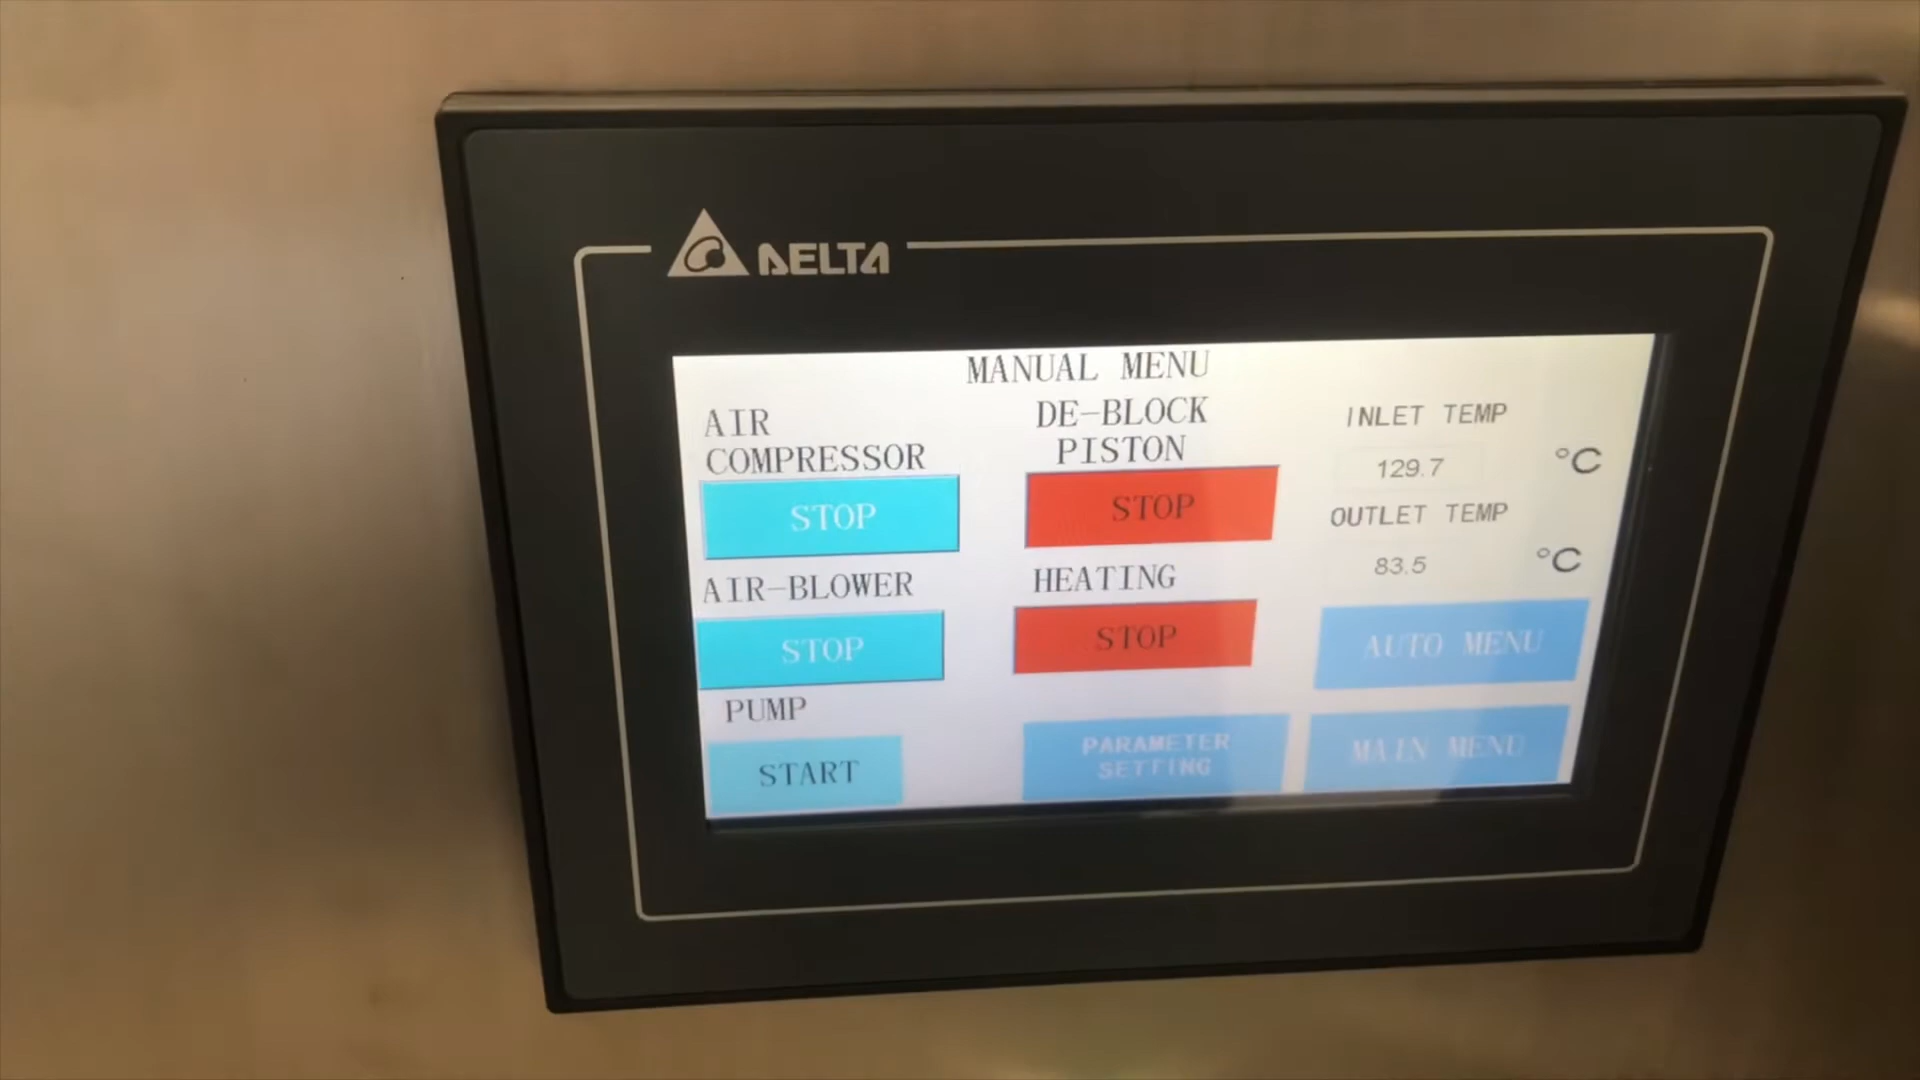 DELTA
MANUAL MENU
AIR
COMPRESSOR
STOP
DE-BLOCK
PISTON
STOP
INLET TEMP
129.7 °C
OUTLET TEMP
83.5 °C
AIR-BLOWER
STOP
HEATING
STOP
AUTO MENU
PUMP
START
PARAMETER
SETTING
MAIN MENU